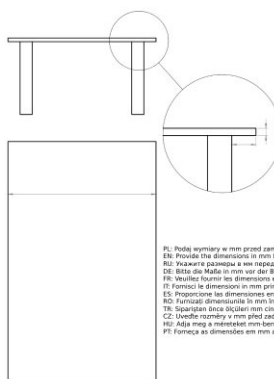 PL: Podaj wymiary w mm przed zam
EN: Provide the dimensions in mm
RU: Укажите размеры в мм перед
DE: Bitte die Maße in mm vor der B
FR: Veuillez fournir les dimensions e
IT: Fornisci le dimensioni in mm prim
ES: Proporcione las dimensiones en
RO: Furnizați dimensiunile în mm
TR: Siparişten önce ölçüleri mm cin
CZ: Uveďte rozměry v mm před zad
HU: Adja meg a méreteket mm-ben
PT: Forneça as dimensões em mm a